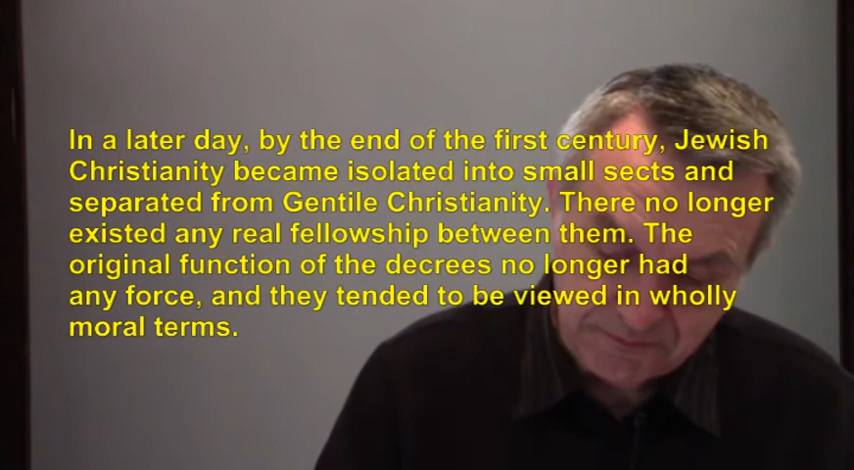 In a later day, by the end of the first century, Jewish
Christianity became isolated into small sects and
separated from Gentile Christianity. There no longer
existed any real fellowship between them. The
original function of the decrees no longer had
any force, and they tended to be viewed in wholly
moral terms.